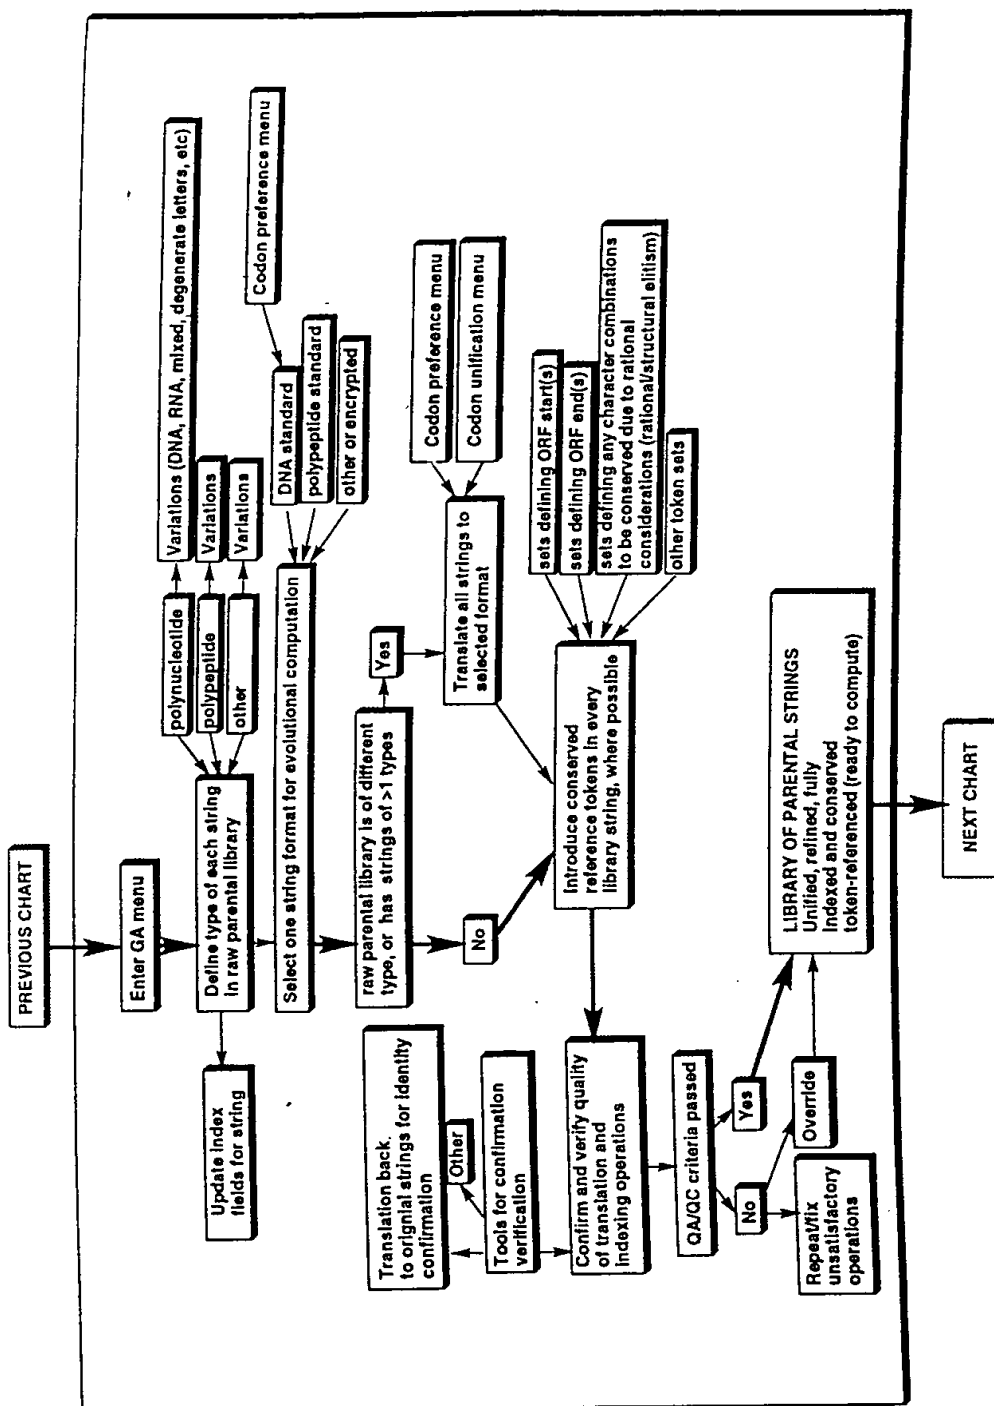 PREVIOUS CHART
Enter GA menu
Define type of each string
in raw parental library
Update index
fields for string
polynucleotide
polypeptide
other
Variations (DNA, RNA, mixed, degenerate letters, etc)
Variations
Variations
Select one string format for evolutional computation
DNA standard
polypeptide standard
other or encrypted
Codon preference menu
raw parental library is of different
type, or has strings of >1 types
Yes
No
Translate all strings to
selected format
Codon preference menu
Codon unification menu
Introduce conserved
reference tokens in every
library string, where possible
sets defining ORF start(s)
sets defining ORF end(s)
sets defining any character combinations
to be conserved due to rational
considerations (rational/structural elitism)
other token sets
Translation back.
to orignial strings for identity
confirmation
Other
Tools for confirmation
verification
Confirm and verify quality
of translation and
indexing operations
QA/QC criteria passed
Yes
No
Override
Repeat/fix
unsatisfactory
operations
LIBRARY OF PARENTAL STRINGS
Unified, refined, fully
Indexed and conserved
token-referenced (ready to compute)
NEXT CHART